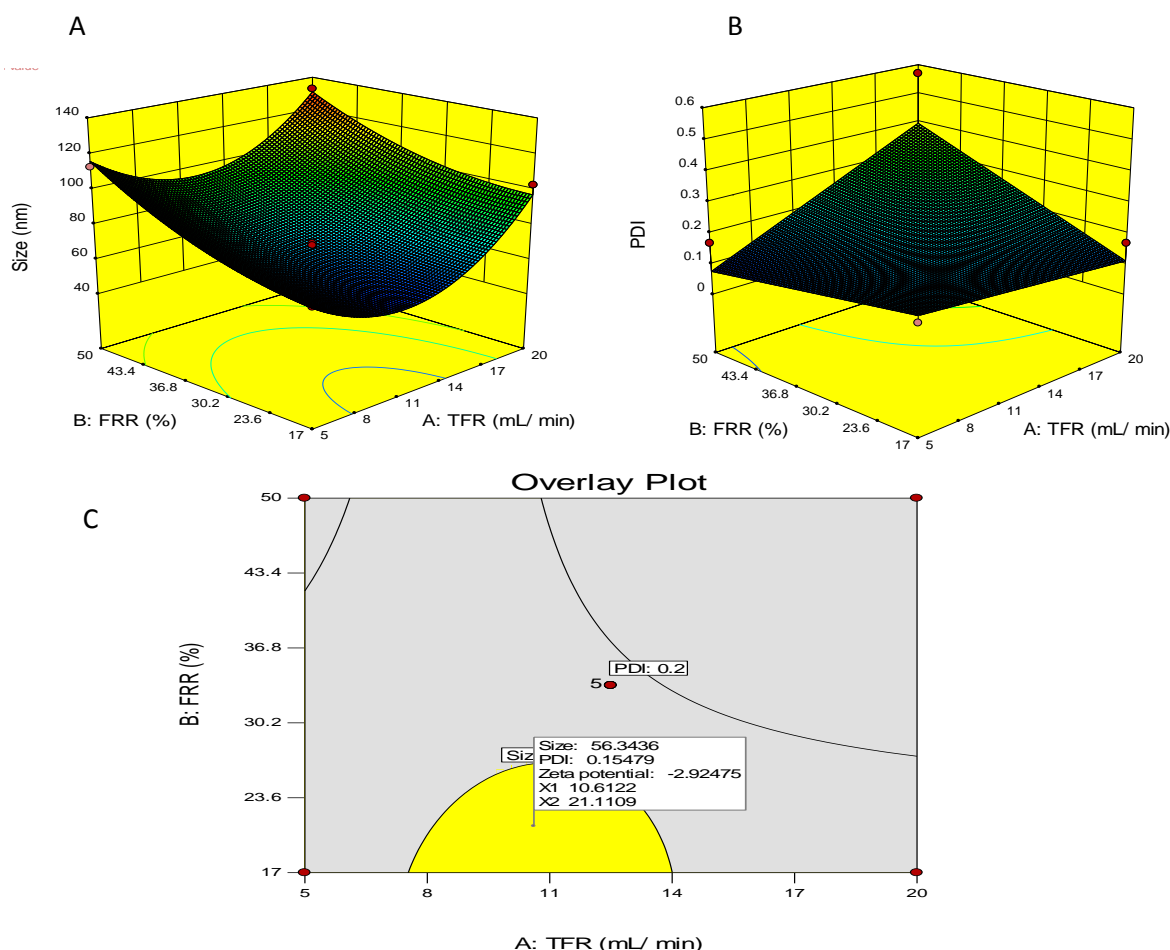 A
B
140
120
100
80
60
40
Size (nm)
50
43.4
36.8
30.2
23.6
17
5
8
11
14
17
20
B: FRR (%)
A: TFR (mL/ min)
0.6
0.5
0.4
0.3
0.2
0.1
0
PDI
50
43.4
36.8
30.2
23.6
17
5
8
11
14
17
20
B: FRR (%)
A: TFR (mL/ min)
C
Overlay Plot
50
43.4
36.8
30.2
23.6
17
B: FRR (%)
PDI: 0.2
5
Siz
Size: 56.3436
PDI: 0.15479
Zeta potential: -2.92475
X1 10.6122
X2 21.1109
5
8
11
14
17
20
A: TFR (mL/ min)